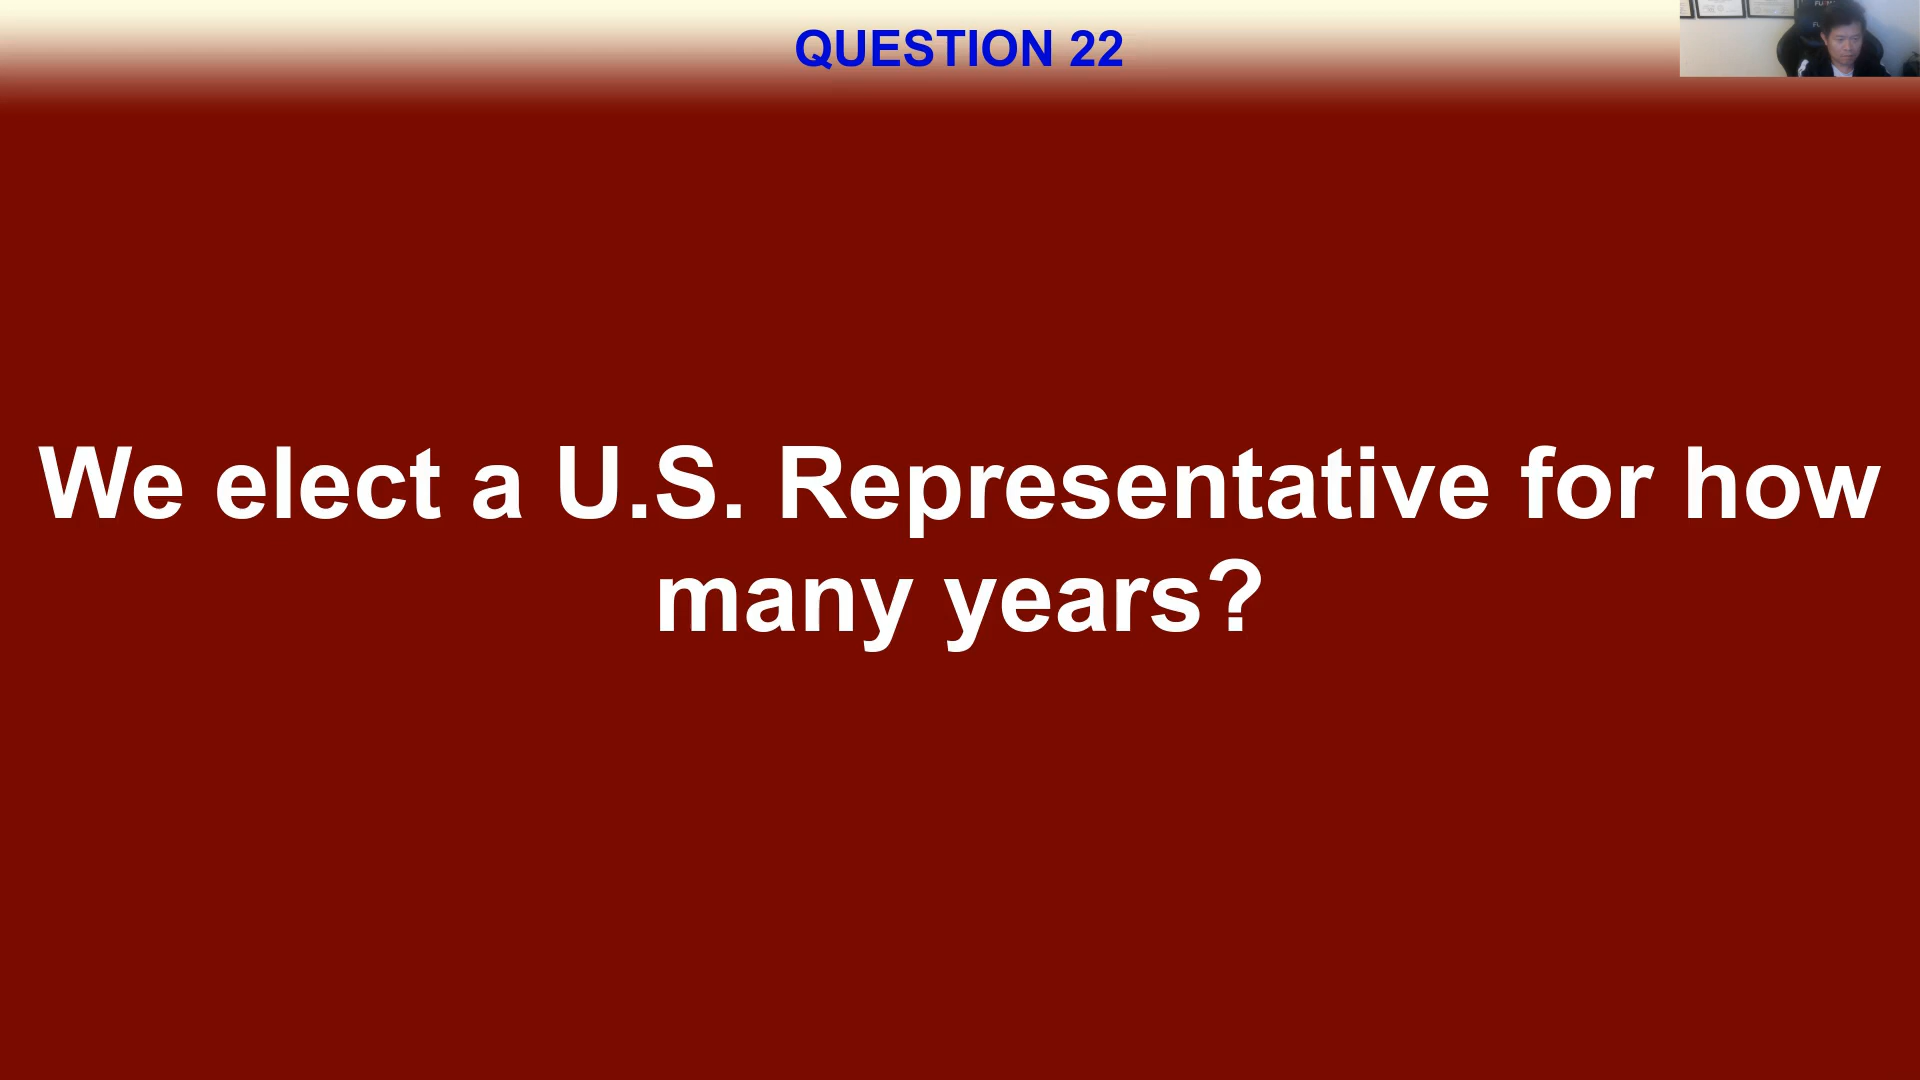 QUESTION 22
We elect a U.S. Representative for how
many years?